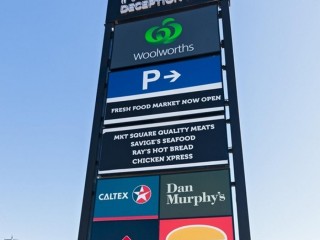 DECEPTION
Woolworths
P →
FRESH FOOD MARKET NOW OPEN
MKT SQUARE QUALITY MEATS
SAVIGE'S SEAFOOD
RAY'S HOT BREAD
CHICKEN XPRESS
CALTEX
Dan
Murphy's